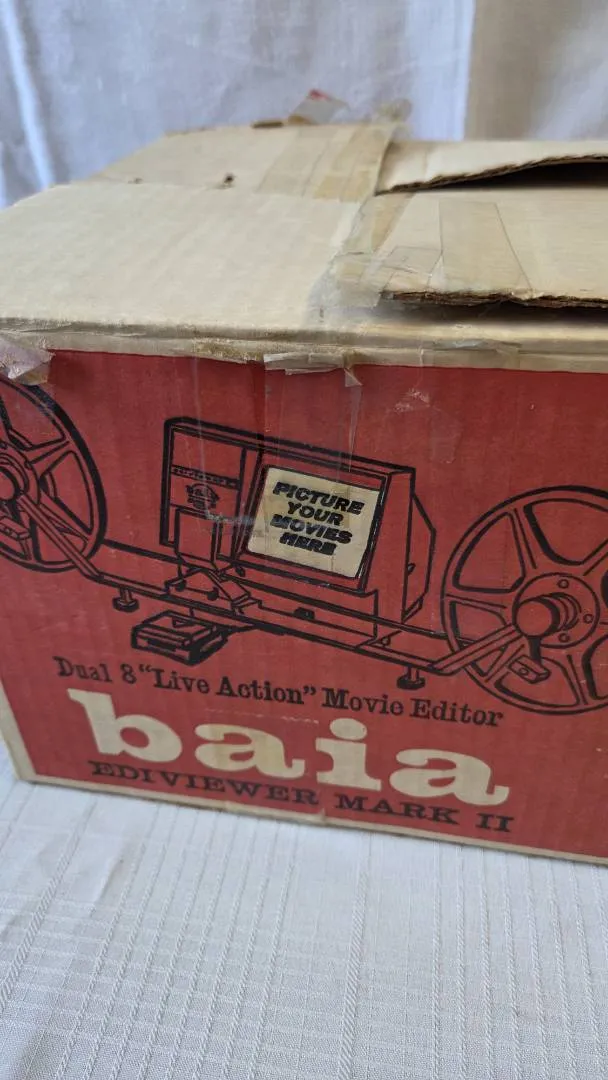 PICTURE
YOUR
MOVIES
HERE
Dual 8 "Live Action" Movie Editor
baia
EDIVIEWER MARK II